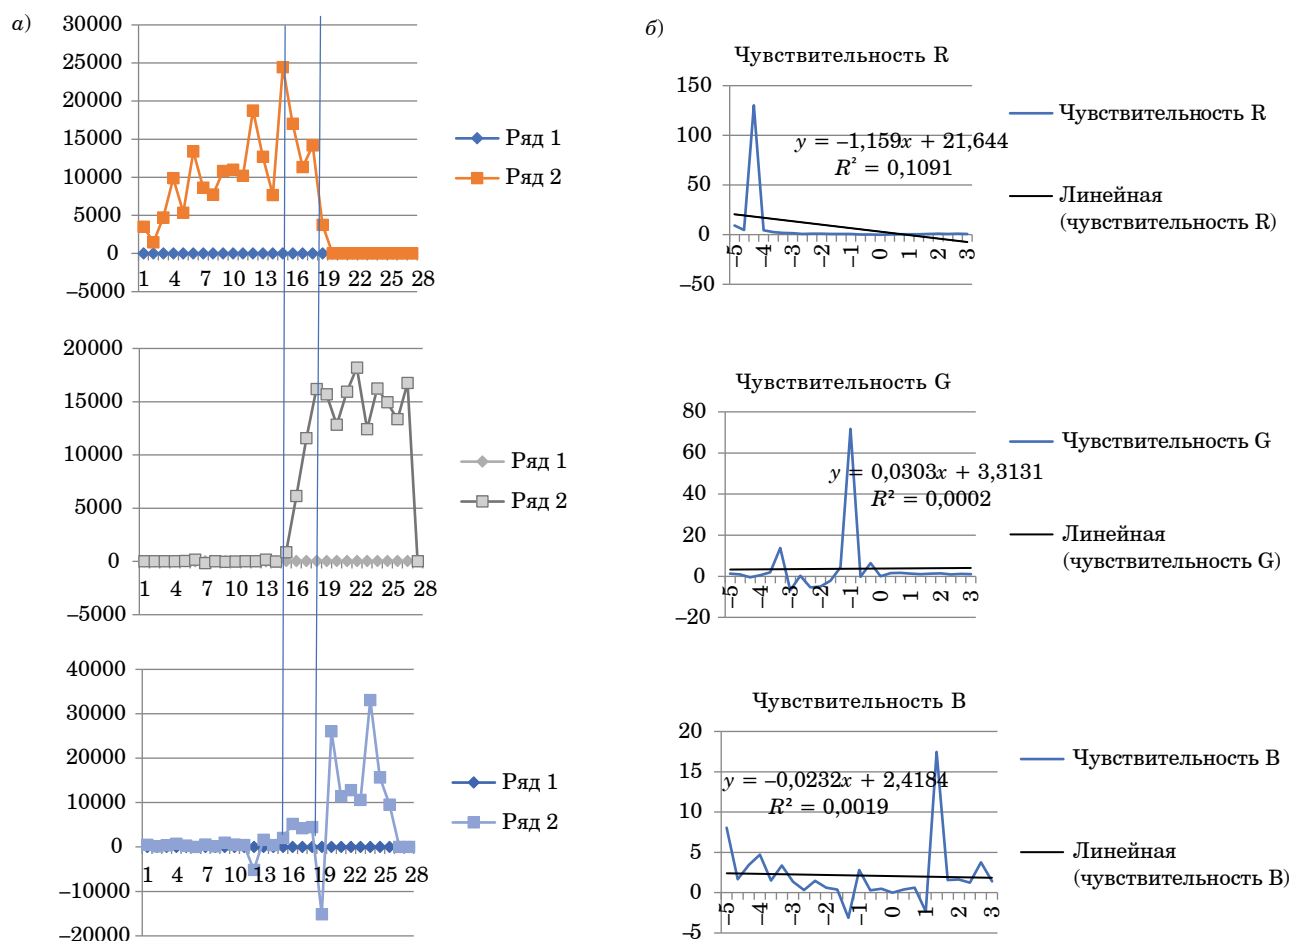 а)
30000
25000
20000
15000
10000
5000
0
–5000
1 4 7 10 13 16 19 22 25 28
Ряд 1
Ряд 2
20000
15000
10000
5000
0
–5000
1 4 7 10 13 16 19 22 25 28
Ряд 1
Ряд 2
40000
30000
20000
10000
0
–10000
–20000
1 4 7 10 13 16 19 22 25 28
Ряд 1
Ряд 2
б)
Чувствительность R
150
100
50
0
–50
y = –1,159x + 21,644
R² = 0,1091
–5 –4 –3 –2 –1 0 1 2 3
Чувствительность R
Линейная
(чувствительность R)
Чувствительность G
80
60
40
20
0
–20
y = 0,0303x + 3,3131
R² = 0,0002
–5 –4 –3 –2 –1 0 1 2 3
Чувствительность G
Линейная
(чувствительность G)
Чувствительность B
20
15
10
5
0
–5
y = –0,0232x + 2,4184
R² = 0,0019
–5 –4 –3 –2 –1 0 1 2 3
Чувствительность B
Линейная
(чувствительность B)